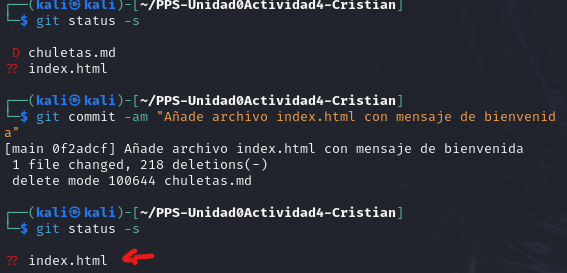 ┌──(kali㉿kali)-[~/PPS-Unidad0Actividad4-Cristian]
└─$ git status -s
 D chuletas.md
?? index.html
┌──(kali㉿kali)-[~/PPS-Unidad0Actividad4-Cristian]
└─$ git commit -am "Añade archivo index.html con mensaje de bienvenid
a"
[main 0f2adcf] Añade archivo index.html con mensaje de bienvenida
 1 file changed, 218 deletions(-)
 delete mode 100644 chuletas.md
┌──(kali㉿kali)-[~/PPS-Unidad0Actividad4-Cristian]
└─$ git status -s
?? index.html